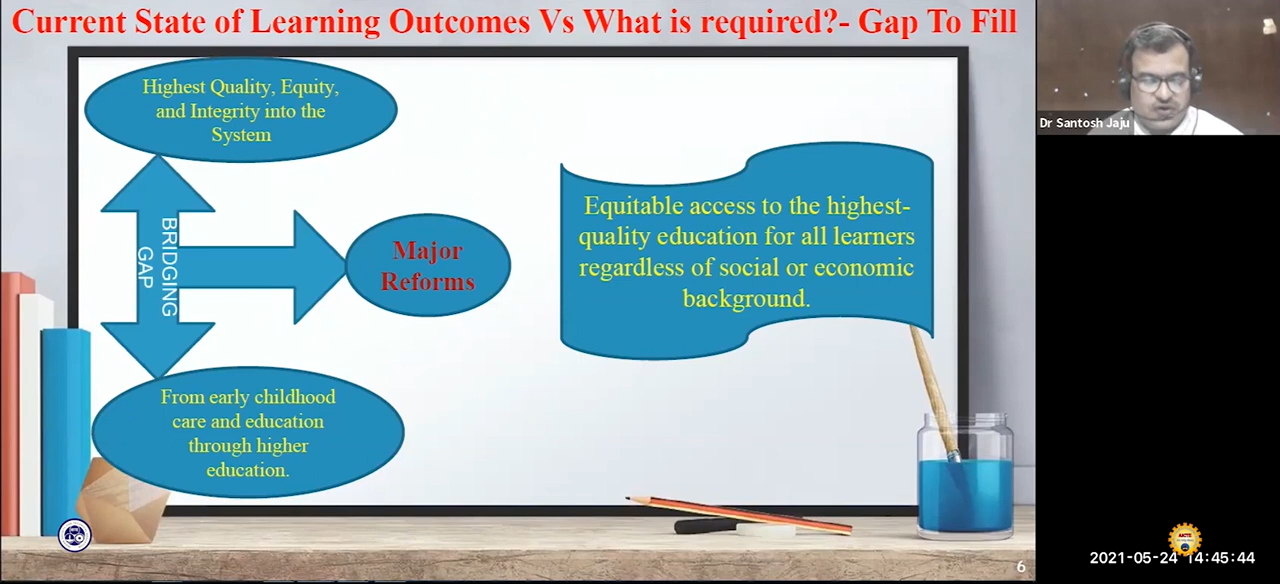 Current State of Learning Outcomes Vs What is required?- Gap To Fill
Highest Quality, Equity,
and Integrity into the
System
BRIDGING
GAP
Major
Reforms
From early childhood
care and education
through higher
education.
Equitable access to the highest-
quality education for all learners
regardless of social or economic
background.
6
Dr Santosh Jaju
AICTE
2021-05-24 14:45:44